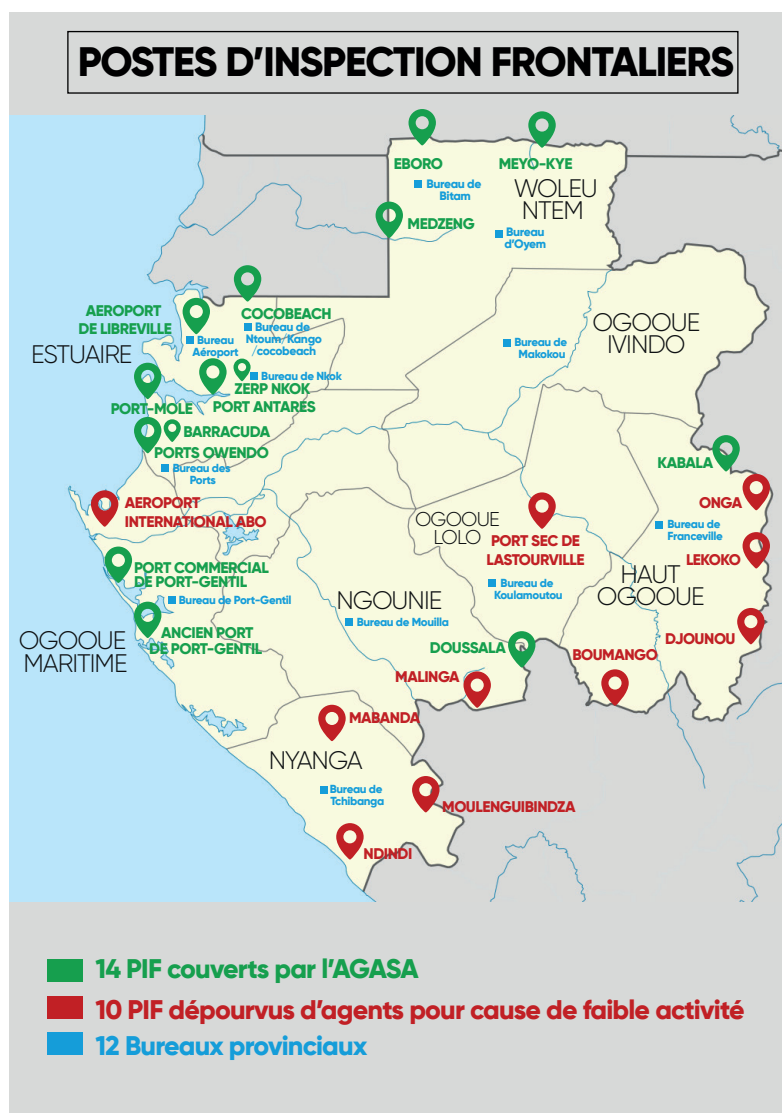 POSTES D'INSPECTION FRONTALIERS
EBORO
MEYO-KYE
Bureau de
Bitam
WOLEU
NTEM
MEDZENG
Bureau
d'Oyem
AEROPORT
DE LIBREVILLE
COCOBEACH
Bureau de
Ntoum/Kango
cocobeach
Bureau
Aéroport
ESTUAIRE
OGOOUE
IVINDO
Bureau de
Makokou
Bureau de Nkok
ZERP NKOK
PORT-MOLE
PORT ANTARES
BARRACUDA
PORTS OWENDO
Bureau des
Ports
KABALA
AEROPORT
INTERNATIONAL ABO
ONGA
OGOOUE
LOLO
PORT SEC DE
LASTOURVILLE
Bureau de
Franceville
LEKOKO
PORT COMMERCIAL
DE PORT-GENTIL
Bureau de Port-Gentil
NGOUNIE
Bureau de
Koulamoutou
HAUT
OGOOUE
Bureau de Mouilla
OGOOUE
MARITIME
ANCIEN PORT
DE PORT-GENTIL
DJOUNOU
DOUSSALA
BOUMANGO
MALINGA
MABANDA
NYANGA
Bureau de
Tchibanga
MOULENGUIBINDZA
NDINDI
14 PIF couverts par l'AGASA
10 PIF dépourvus d'agents pour cause de faible activité
12 Bureaux provinciaux